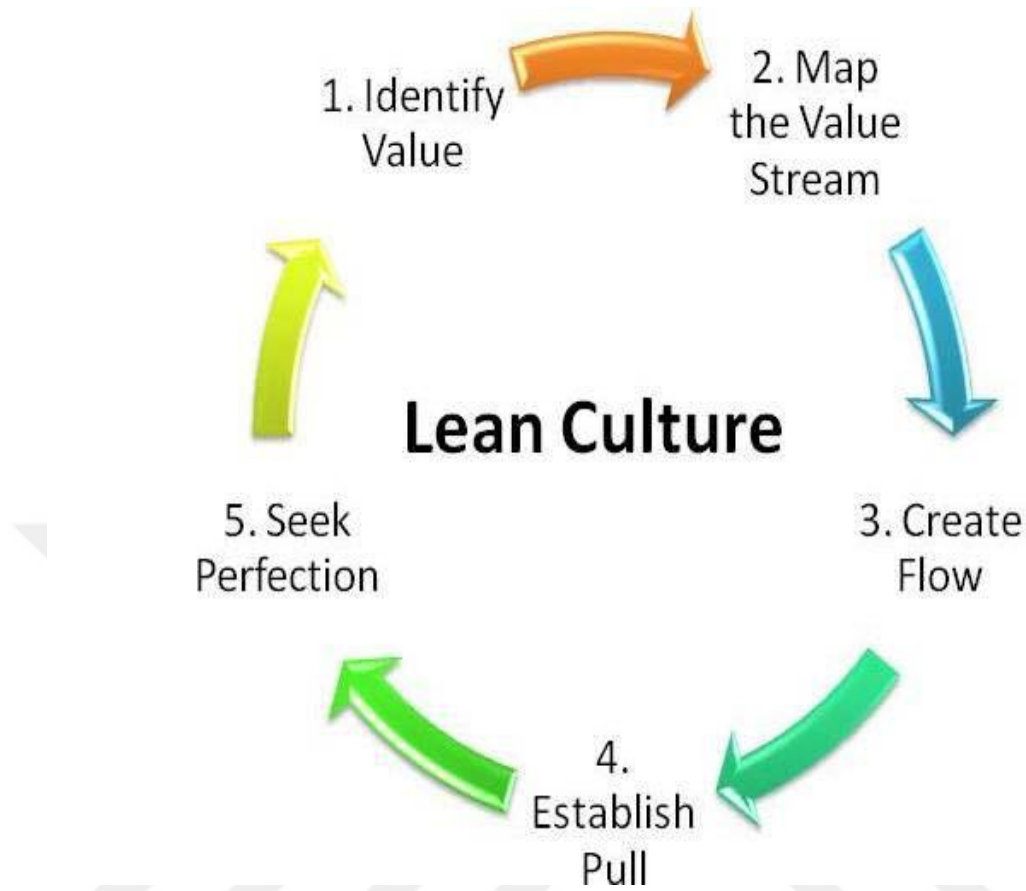 1. Identify
Value
2. Map
the Value
Stream
Lean Culture
3. Create
Flow
4.
Establish
Pull
5. Seek
Perfection